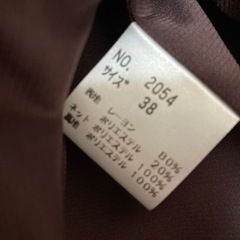 NO. 2054
サイズ* 38
表地 レーヨン 80%
ポリエステル 20%
ネット ポリエステル 100%
裏地 ポリエステル 100%